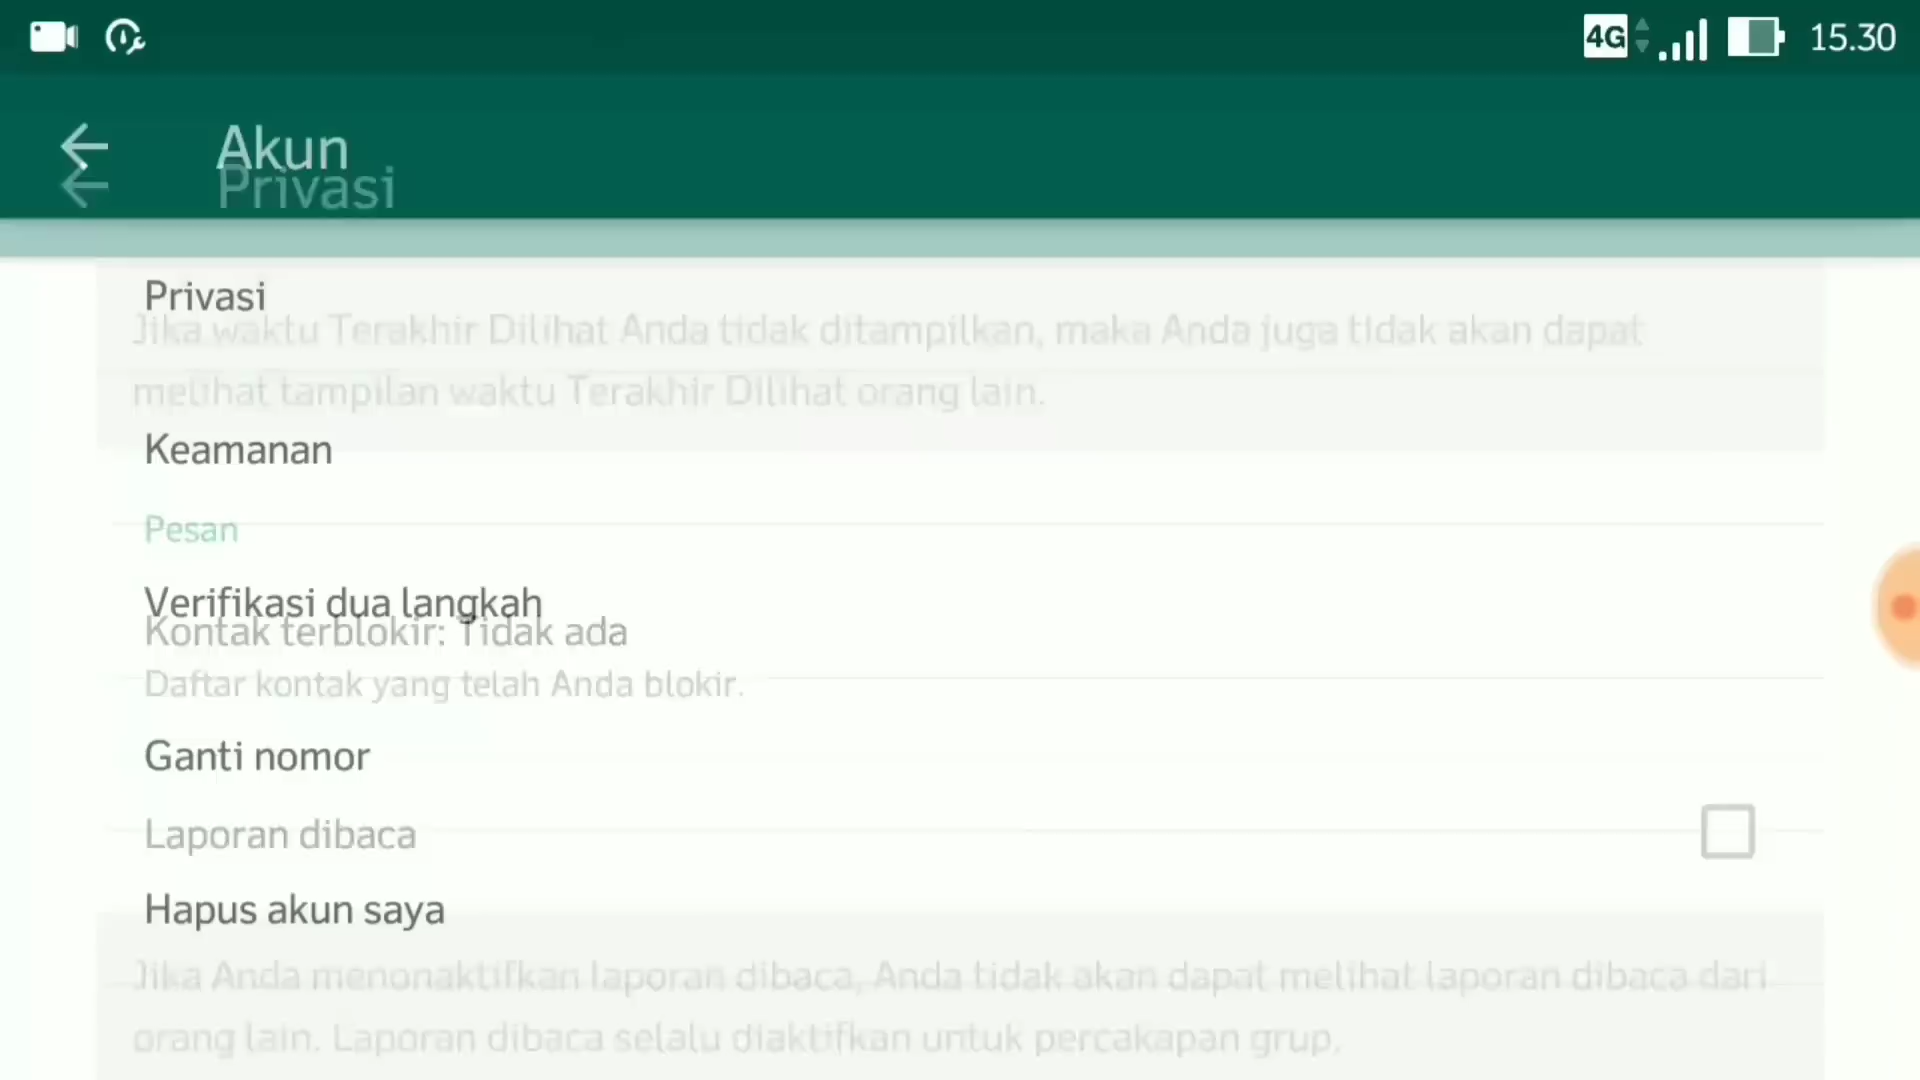 4G 15.30
Akun
Privasi
Privasi
Jika waktu Terakhir Dilihat Anda tidak ditampilkan, maka Anda juga tidak akan dapat
melihat tampilan waktu Terakhir Dilihat orang lain.
Keamanan
Pesan
Verifikasi dua langkah
Kontak terblokir: Tidak ada
Daftar kontak yang telah Anda blokir.
Ganti nomor
Laporan dibaca
Hapus akun saya
Jika Anda menonaktifkan laporan dibaca, Anda tidak akan dapat melihat laporan dibaca dari
orang lain. Laporan dibaca selalu diaktifkan untuk percakapan grup.